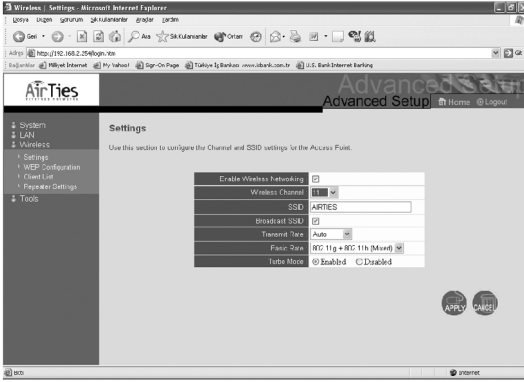 Wireless | Settings - Microsoft Internet Explorer
Dosya Düzen Görünüm Sık Kullanılanlar Araçlar Yardım
Geri Ara Sık Kullanılanlar Ortam
Adres http://192.168.2.254/login.htm Git
Bağlantılar Milliyet Internet My Yahoo! Sign-On Page Türkiye İş Bankası www.isbank.com.tr U.S. Bank Internet Banking
AirTies
WIRELESS NETWORKS
Advanced Setup
Advanced Setup Home Logout
System
LAN
Wireless
Settings
WEP Configuration
Client List
Repeater Settings
Tools
Settings
Use this section to configure the Channel and SSID settings for the Access Point.
Enable Wireless Networking
Wireless Channel 11
SSID AIRTIES
Broadcast SSID
Transmit Rate Auto
Basic Rate 802.11g + 802.11b (Mixed)
Turbo Mode Enabled Disabled
APPLY CANCEL
Internet